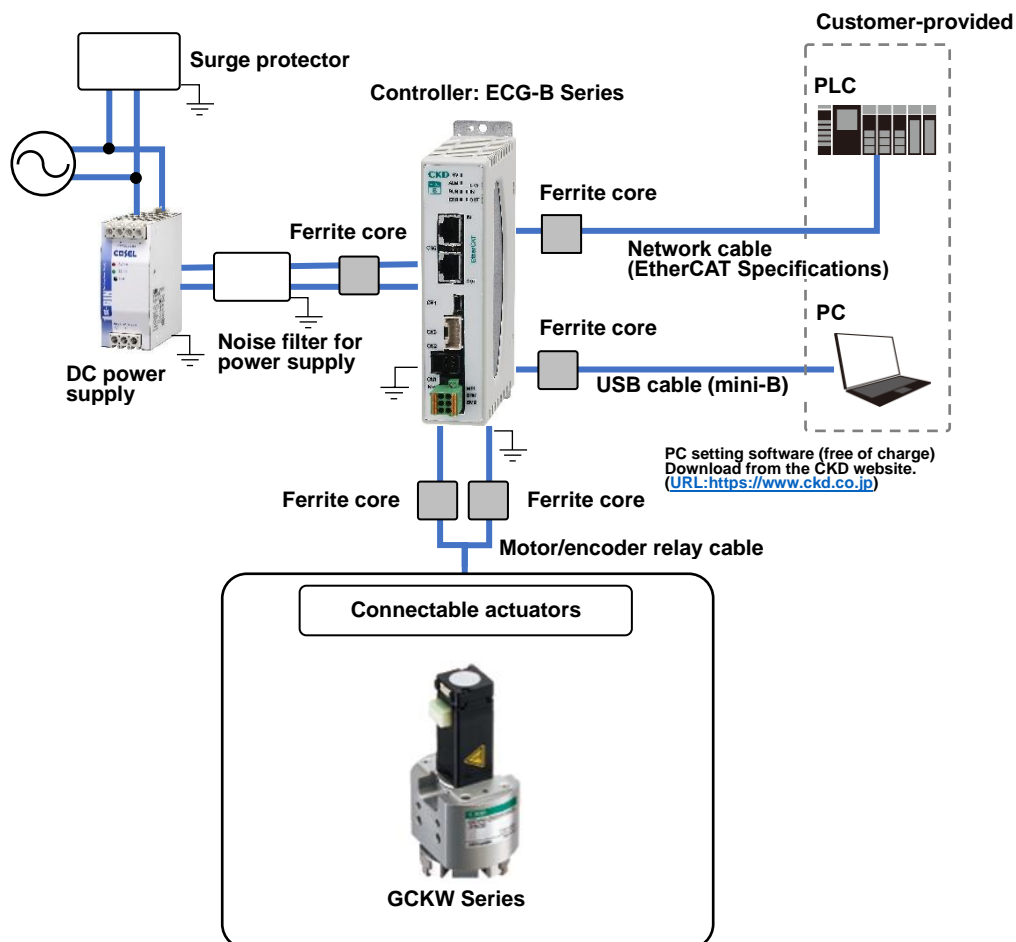 Customer-provided
Surge protector
PLC
Controller: ECG-B Series
CKD
Ferrite core
Ferrite core
EtherCAT
Network cable
(EtherCAT Specifications)
COSEL
Noise filter for
power supply
DC power
supply
Ferrite core
PC
USB cable (mini-B)
PC setting software (free of charge)
Download from the CKD website.
(URL:https://www.ckd.co.jp)
Ferrite core
Ferrite core
Motor/encoder relay cable
Connectable actuators
GCKW Series